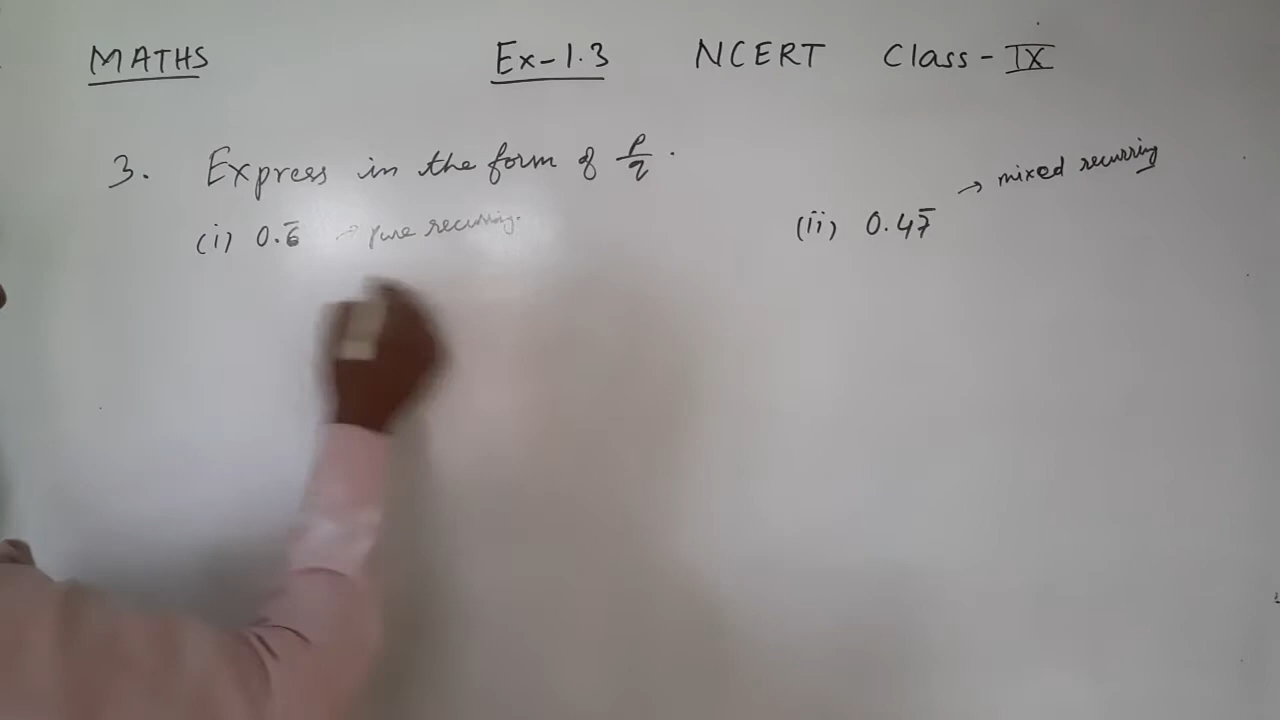 MATHS Ex-1.3 NCERT Class-IX
3. Express in the form of p/q.
(i) 0.6̅ → pure recurring. (ii) 0.47̅ → mixed recurring